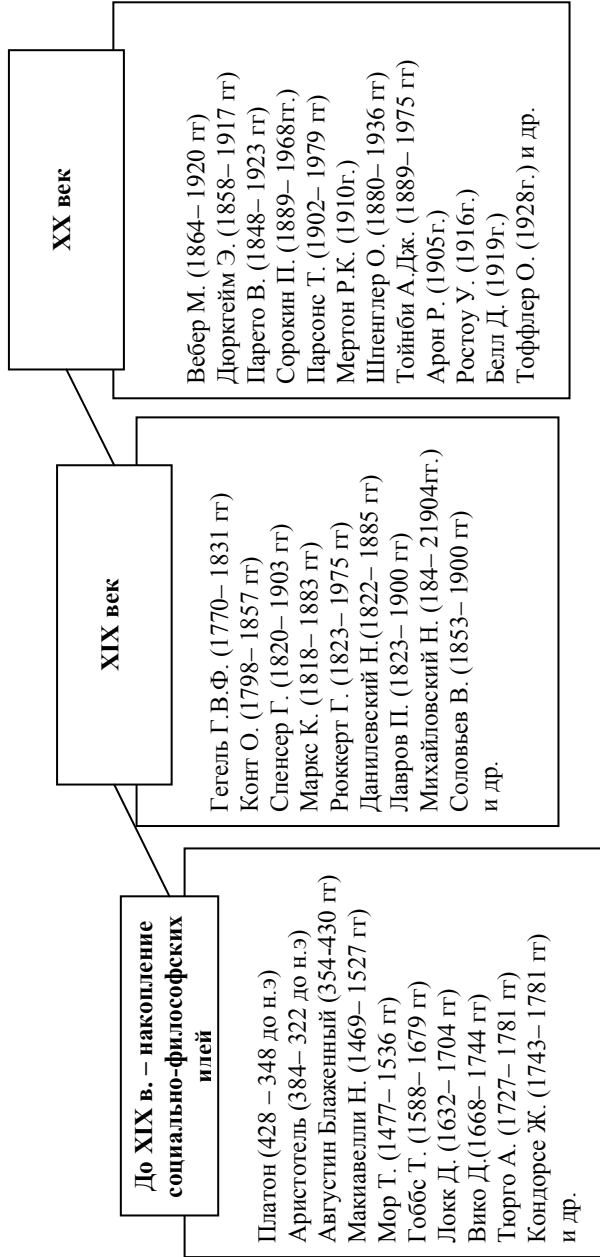 До XIX в. – накопление
социально-философских
илей
Платон (428 – 348 до н.э)
Аристотель (384– 322 до н.э)
Августин Блаженный (354-430 гг)
Макиавелли Н. (1469– 1527 гг)
Мор Т. (1477– 1536 гг)
Гоббс Т. (1588– 1679 гг)
Локк Д. (1632– 1704 гг)
Вико Д.(1668– 1744 гг)
Тюрго А. (1727– 1781 гг)
Кондорсе Ж. (1743– 1781 гг)
и др.
XIX век
Гегель Г.В.Ф. (1770– 1831 гг)
Конт О. (1798– 1857 гг)
Спенсер Г. (1820– 1903 гг)
Маркс К. (1818– 1883 гг)
Рюккерт Г. (1823– 1975 гг)
Данилевский Н.(1822– 1885 гг)
Лавров П. (1823– 1900 гг)
Михайловский Н. (184– 21904гг.)
Соловьев В. (1853– 1900 гг)
и др.
XX век
Вебер М. (1864– 1920 гг)
Дюркгейм Э. (1858– 1917 гг)
Парето В. (1848– 1923 гг)
Сорокин П. (1889– 1968гг.)
Парсонс Т. (1902– 1979 гг)
Мертон Р.К. (1910г.)
Шпенглер О. (1880– 1936 гг)
Тойнби А.Дж. (1889– 1975 гг)
Арон Р. (1905г.)
Ростоу У. (1916г.)
Белл Д. (1919г.)
Тоффлер О. (1928г.) и др.